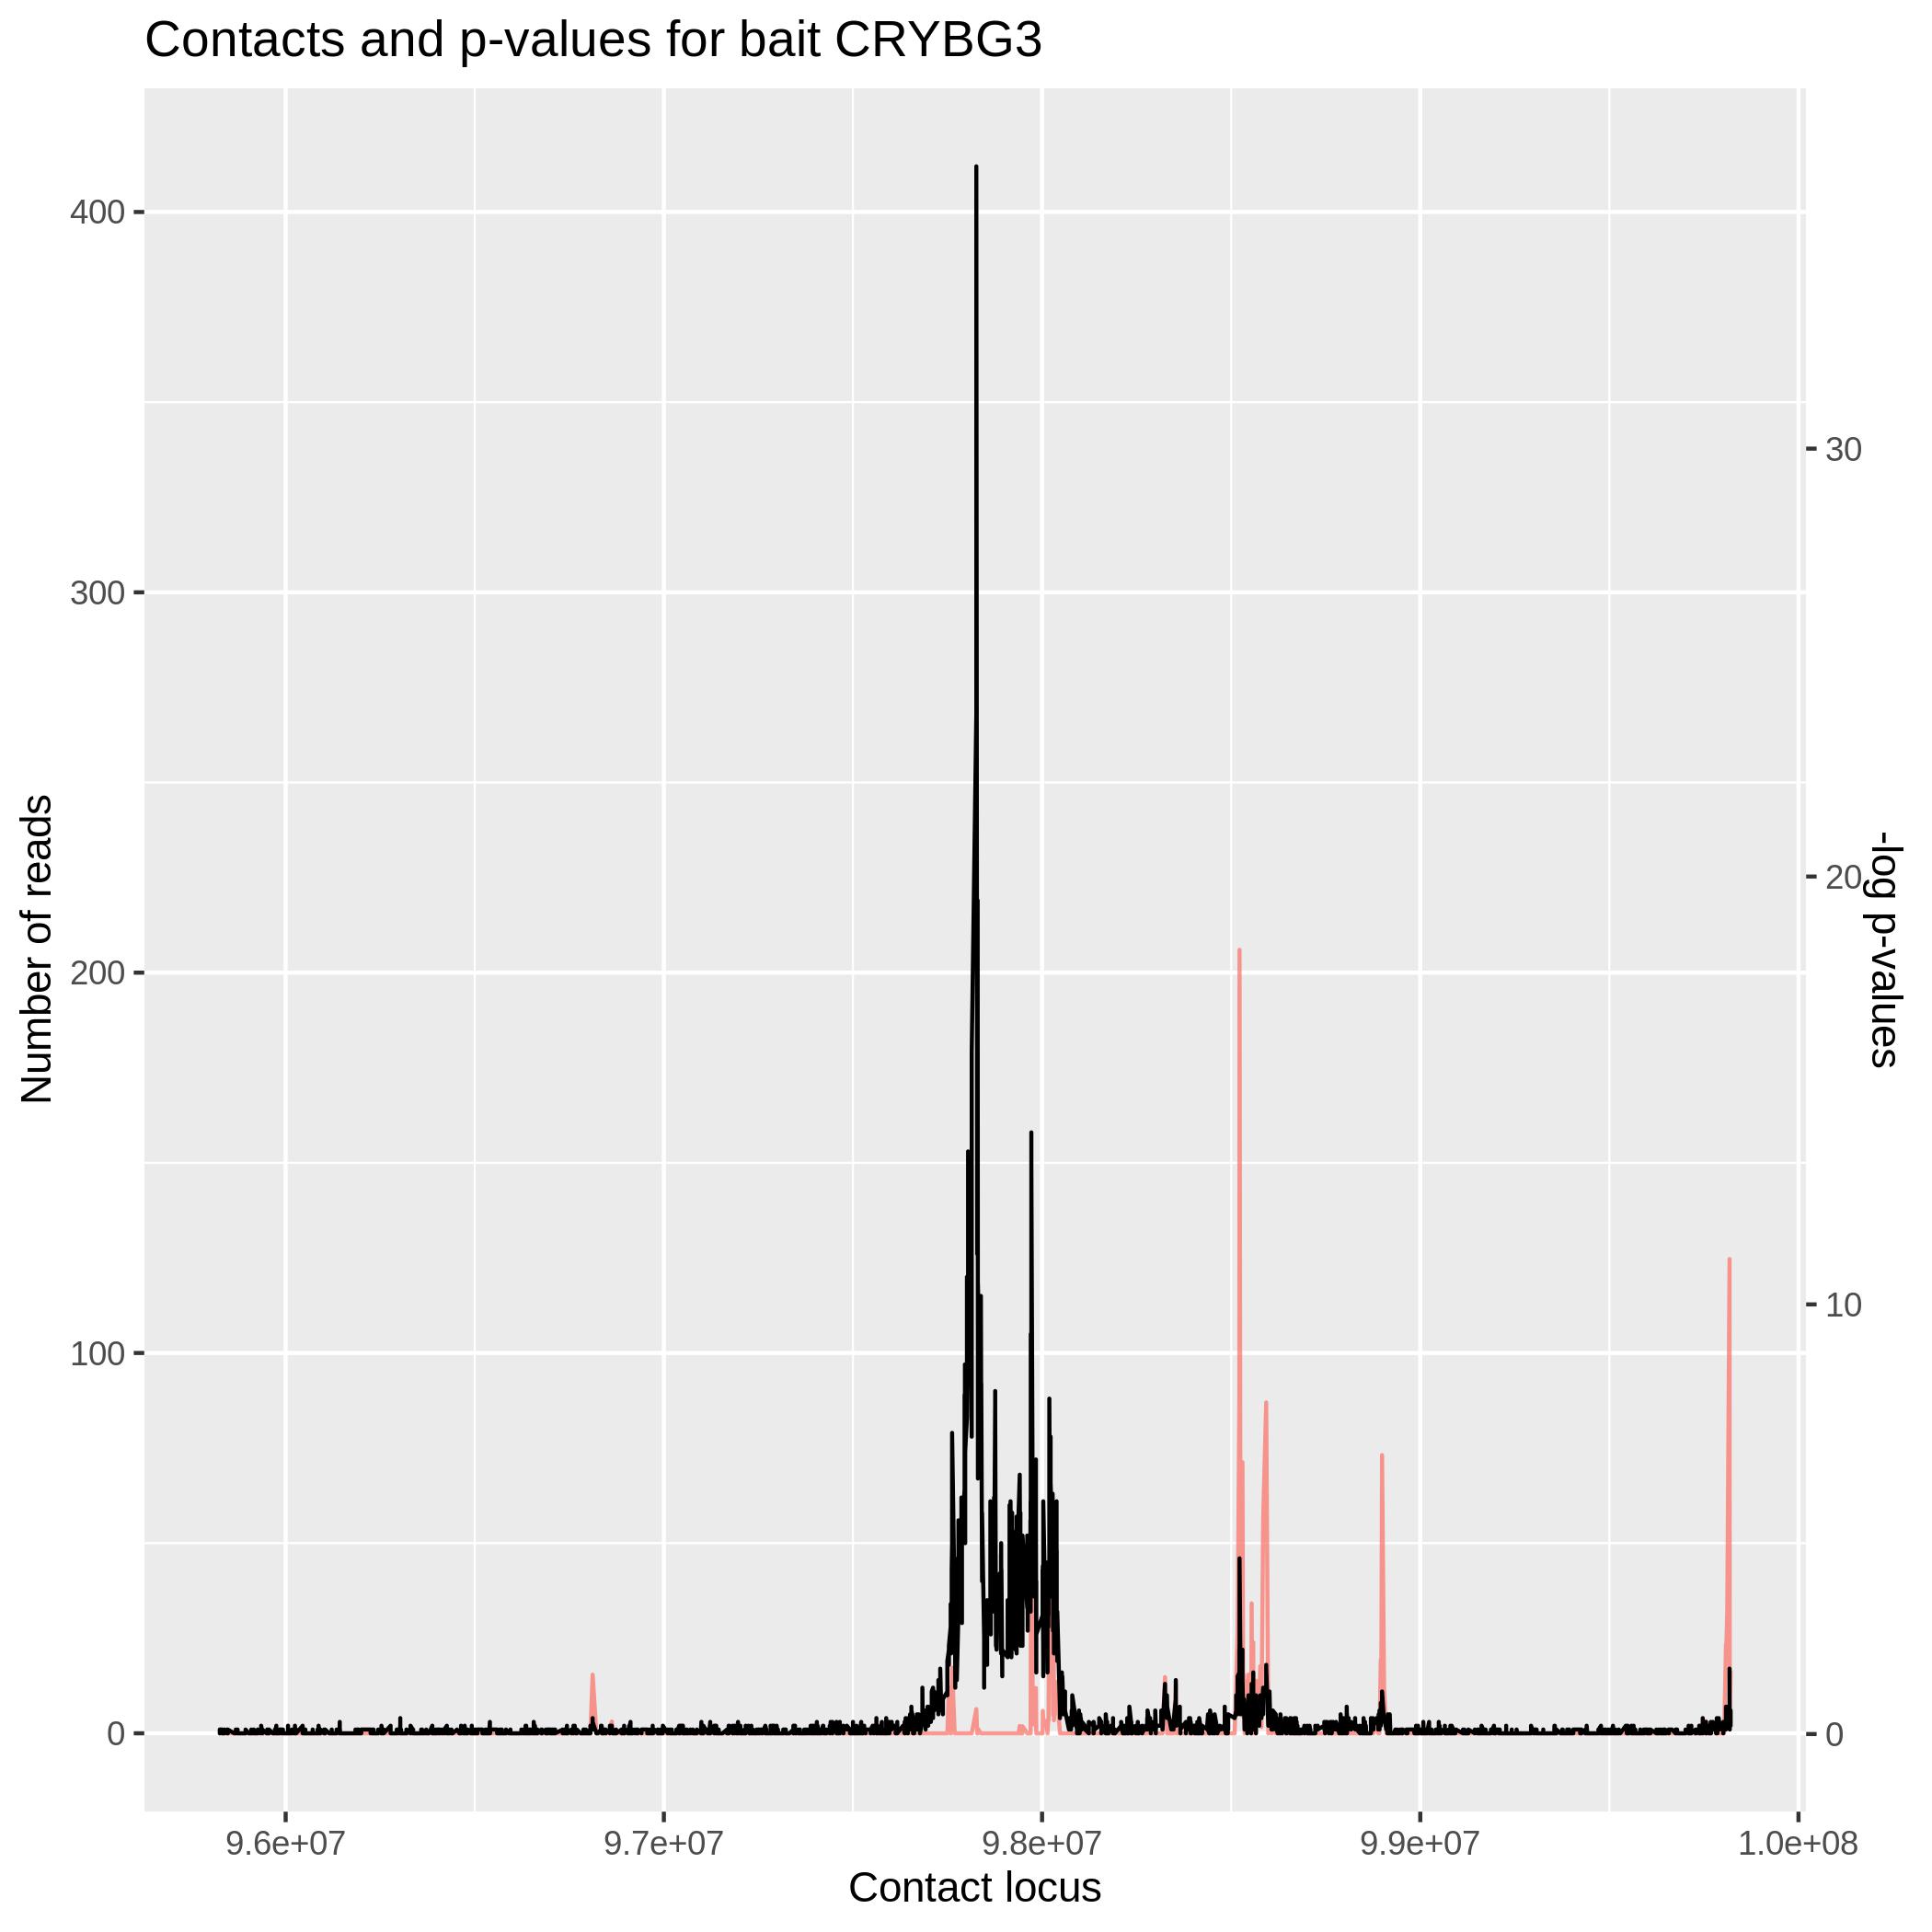 Contacts and p-values for bait CRYBG3
400
300
200
100
0
Number of reads
30
20
10
0
-log p-values
9.6e+07
9.7e+07
9.8e+07
9.9e+07
1.0e+08
Contact locus